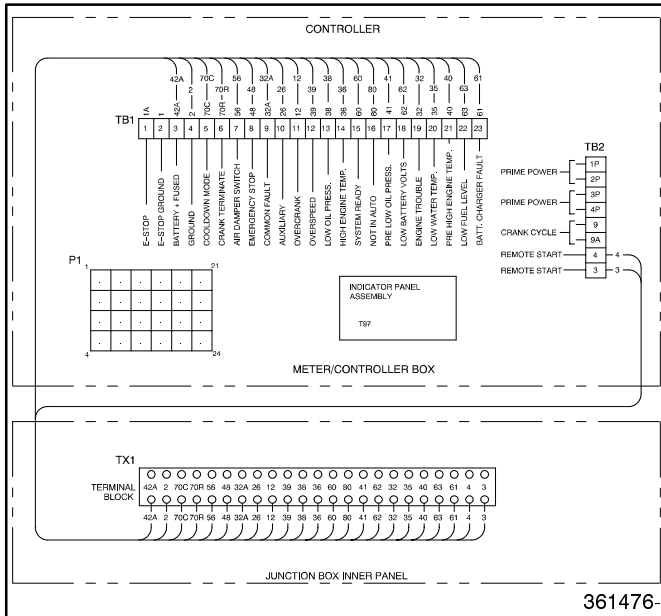 CONTROLLER
42A 2 70C 70R 56 48 32A 26 12 39 38 36 60 80 41 62 32 35 40 63 61
1A 1 42A 2 70C 70R 56 48 32A 26 12 39 38 36 60 80 41 62 32 35 40 63 61
TB1
1 2 3 4 5 6 7 8 9 10 11 12 13 14 15 16 17 18 19 20 21 22 23
E-STOP
E-STOP GROUND
BATTERY + FUSED
GROUND
COOLDOWN MODE
CRANK TERMINATE
AIR DAMPER SWITCH
EMERGENCY STOP
COMMON FAULT
AUXILIARY
OVERCRANK
OVERSPEED
LOW OIL PRESS.
HIGH ENGINE TEMP.
SYSTEM READY
NOT IN AUTO
PRE LOW OIL PRESS.
LOW BATTERY VOLTS
ENGINE TROUBLE
LOW WATER TEMP.
PRE HIGH ENGINE TEMP.
LOW FUEL LEVEL
BATT. CHARGER FAULT
TB2
PRIME POWER
1P
2P
PRIME POWER
3P
4P
CRANK CYCLE
9
9A
REMOTE START 4 4
REMOTE START 3 3
P1
1 21
4 24
INDICATOR PANEL
ASSEMBLY
T97
METER/CONTROLLER BOX
TX1
TERMINAL
BLOCK
42A 2 70C 70R 56 48 32A 26 12 39 38 36 60 80 41 62 32 35 40 63 61 4 3
42A 2 70C 70R 56 48 32A 26 12 39 38 36 60 80 41 62 32 35 40 63 61 4 3
JUNCTION BOX INNER PANEL
361476-